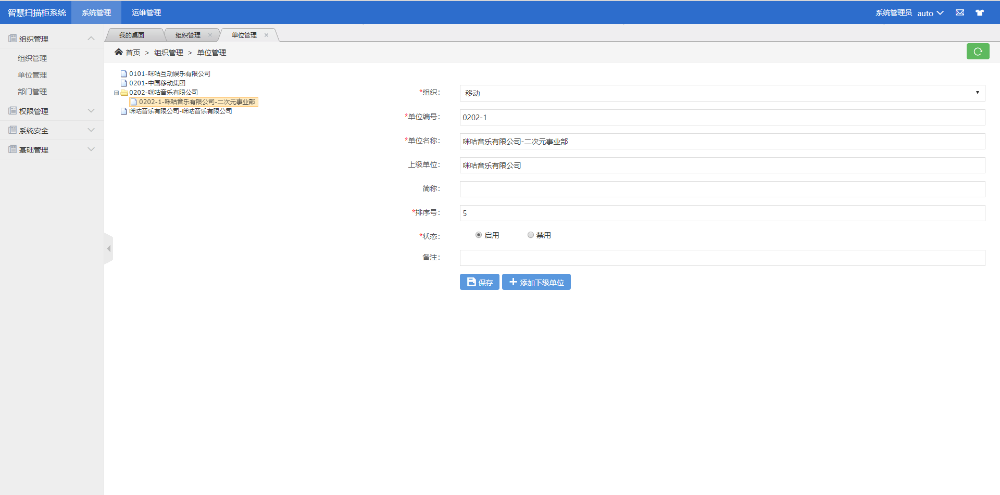 智慧扫描柜系统 系统管理 运维管理 系统管理员 auto
我的桌面 组织管理 单位管理
首页 > 组织管理 > 单位管理
组织管理
组织管理
单位管理
部门管理
权限管理
系统安全
基础管理
0101-咪咕互动娱乐有限公司
0201-中国移动集团
0202-咪咕音乐有限公司
0202-1-咪咕音乐有限公司-二次元事业部
咪咕音乐有限公司-咪咕音乐有限公司
*组织： 移动
*单位编号： 0202-1
*单位名称： 咪咕音乐有限公司-二次元事业部
上级单位： 咪咕音乐有限公司
简称：
*排序号： 5
*状态： 启用 禁用
备注：
保存 添加下级单位